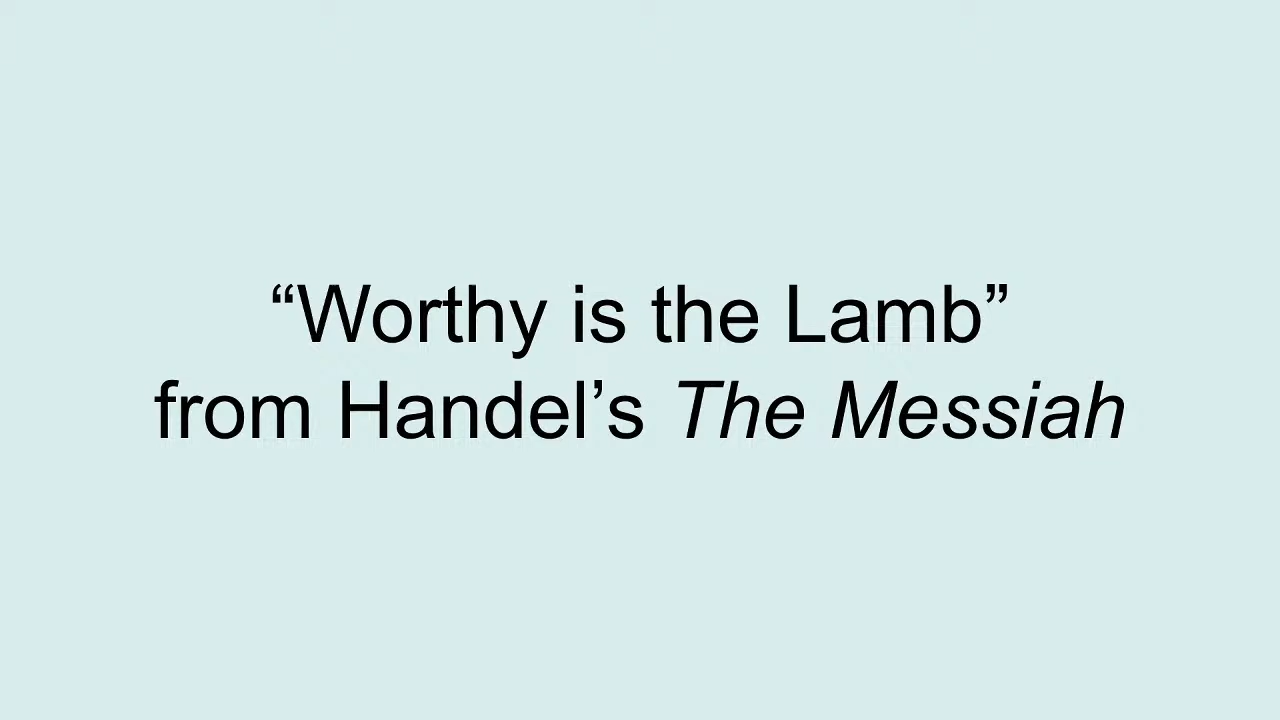 “Worthy is the Lamb”
from Handel’s The Messiah